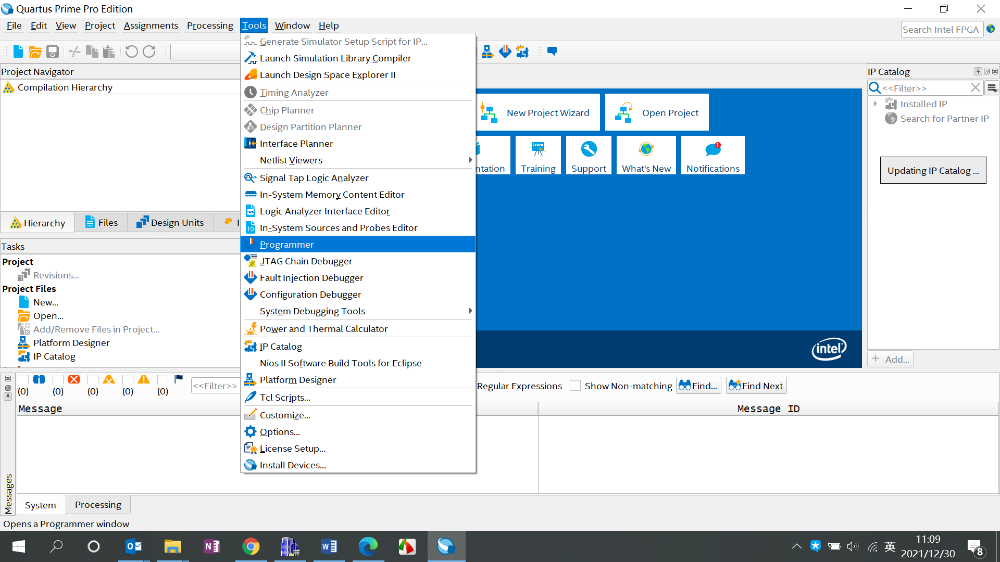 Quartus Prime Pro Edition
File Edit View Project Assignments Processing Tools Window Help
Search Intel FPGA
Generate Simulator Setup Script for IP...
Launch Simulation Library Compiler
Launch Design Space Explorer II
Timing Analyzer
Chip Planner
Design Partition Planner
Interface Planner
Netlist Viewers
Signal Tap Logic Analyzer
In-System Memory Content Editor
Logic Analyzer Interface Editor
10 In-System Sources and Probes Editor
Programmer
JTAG Chain Debugger
Fault Injection Debugger
Configuration Debugger
System Debugging Tools
Power and Thermal Calculator
IP Catalog
Nios II Software Build Tools for Eclipse
Platform Designer
Tcl Scripts...
Customize...
Options...
License Setup...
Install Devices...
Project Navigator
Compilation Hierarchy
Hierarchy Files Design Units I
Tasks
Project
Revisions...
Project Files
New...
Open...
Add/Remove Files in Project...
Platform Designer
IP Catalog
New Project Wizard
Open Project
ntation
Learn
Training
Support
What's New
1
Notifications
intel
IP Catalog
<<Filter>>
Installed IP
Search for Partner IP
Updating IP Catalog ...
+ Add...
(0) (0) (0) (0) (0)
<<Filter>>
Regular Expressions Show Non-matching Find... Find Next
Message Message ID
Messages
System Processing
Opens a Programmer window
英
11:09
2021/12/30
8